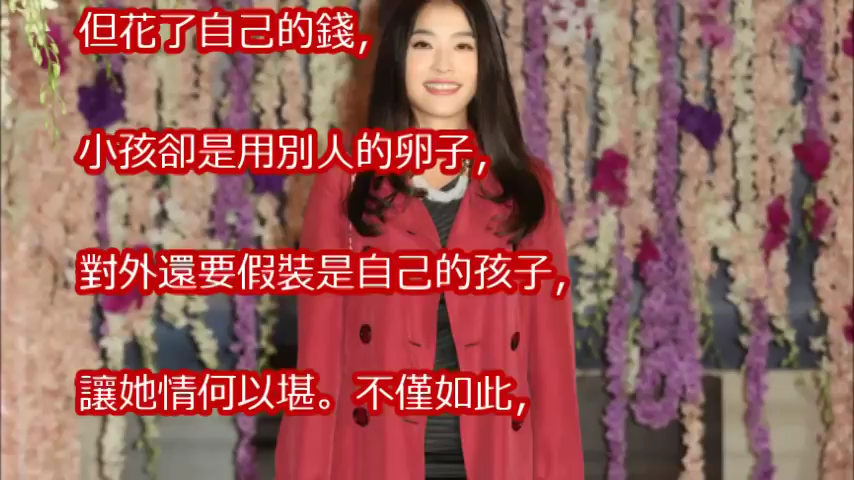 但花了自己的錢，
小孩卻是用別人的卵子，
對外還要假裝是自己的孩子，
讓她情何以堪。不僅如此，